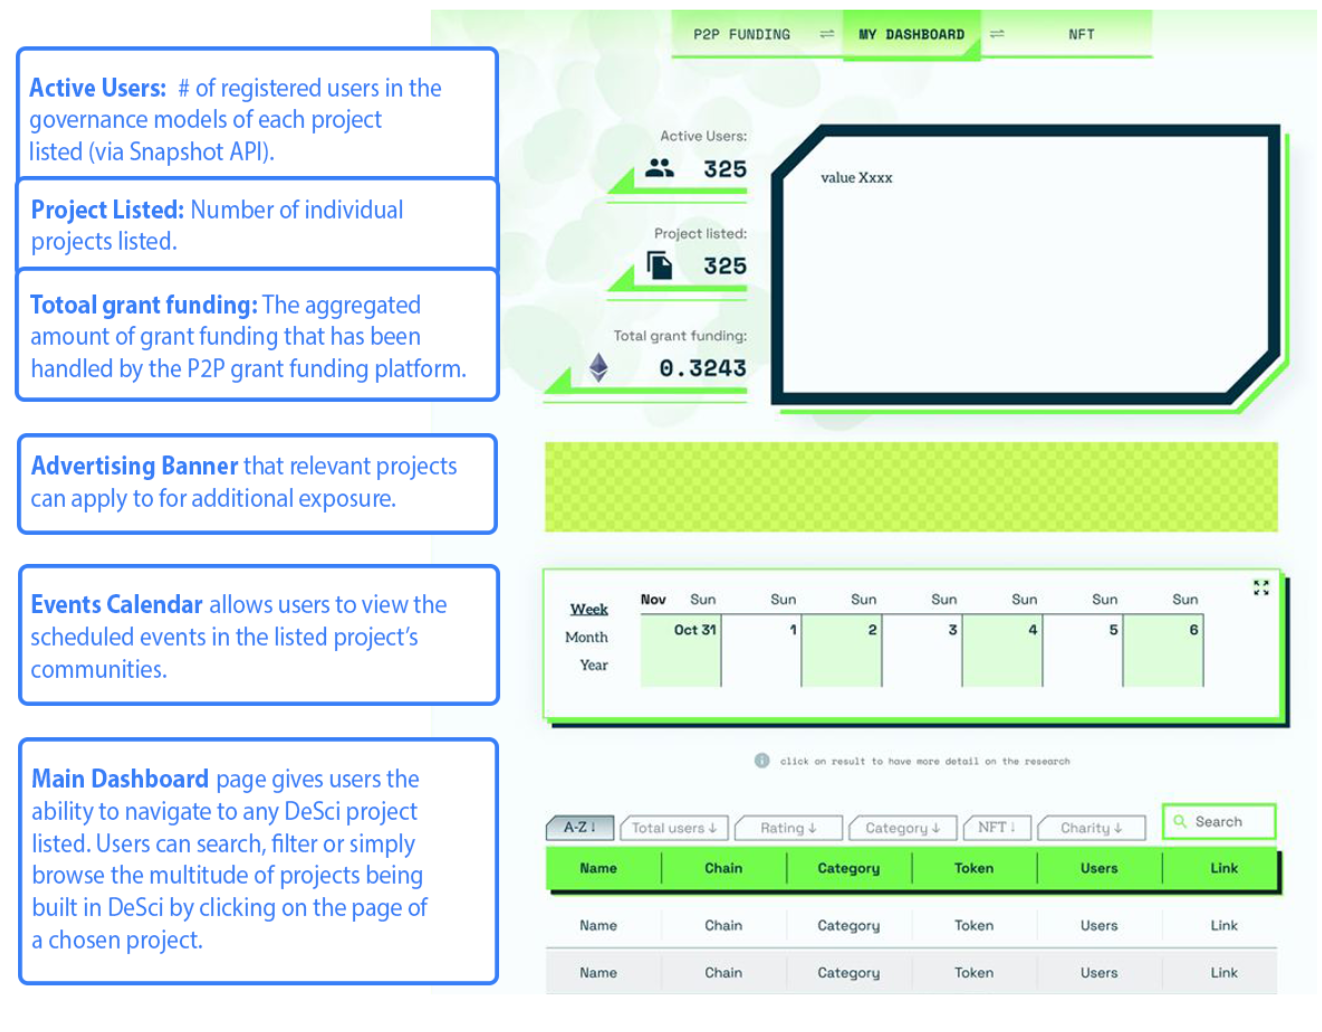 P2P FUNDING ⇌ MY DASHBOARD ⇌ NFT
Active Users: # of registered users in the
governance models of each project
listed (via Snapshot API).
Project Listed: Number of individual
projects listed.
Totoal grant funding: The aggregated
amount of grant funding that has been
handled by the P2P grant funding platform.
Active Users:
325
Project listed:
325
Total grant funding:
0.3243
value Xxxx
Advertising Banner that relevant projects
can apply to for additional exposure.
Events Calendar allows users to view the
scheduled events in the listed project's
communities.
Week
Month
Year
Nov Sun Sun Sun Sun Sun Sun Sun
Oct 31 1 2 3 4 5 6
i click on result to have more detail on the research
Main Dashboard page gives users the
ability to navigate to any DeSci project
listed. Users can search, filter or simply
browse the multitude of projects being
built in DeSci by clicking on the page of
a chosen project.
A-Z ↓ Total users ↓ Rating ↓ Category ↓ NFT ↓ Charity ↓ Search
Name Chain Category Token Users Link
Name Chain Category Token Users Link
Name Chain Category Token Users Link